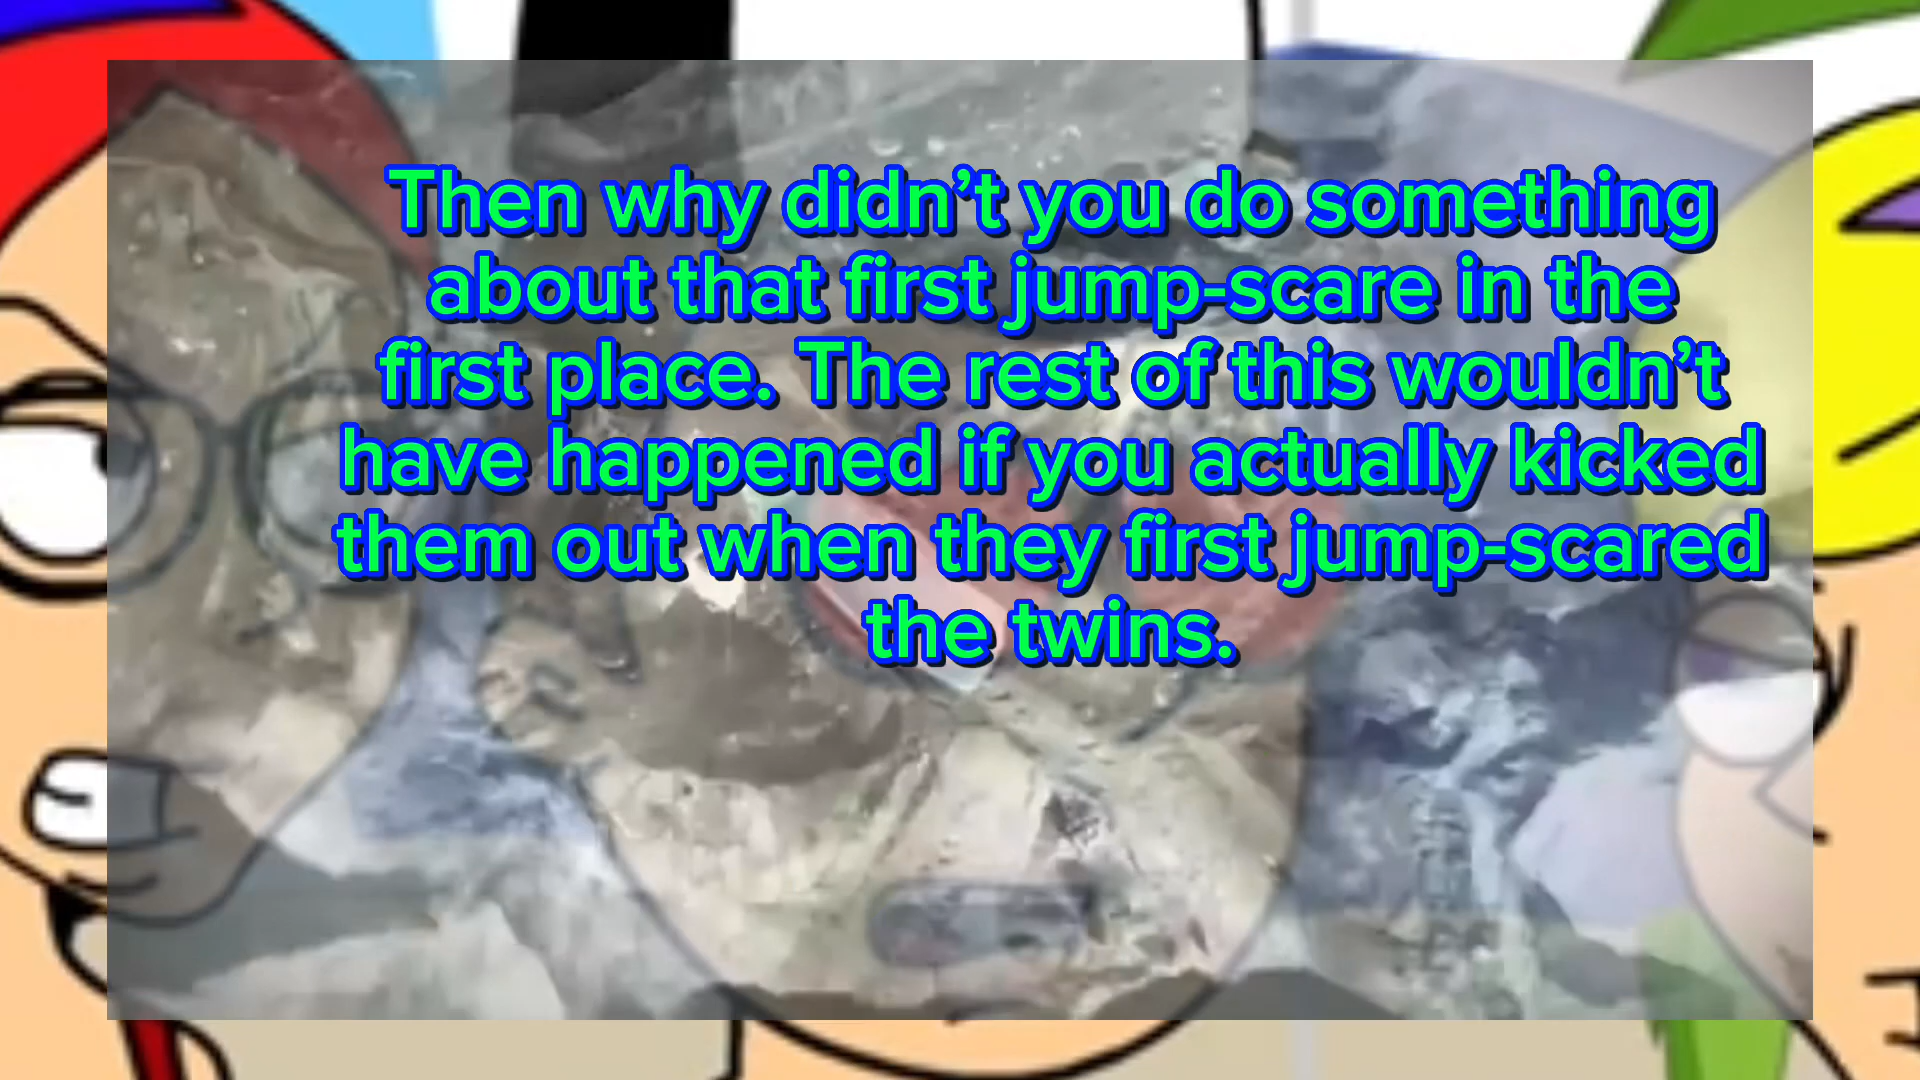 Then why didn’t you do something
about that first jump-scare in the
first place. The rest of this wouldn’t
have happened if you actually kicked
them out when they first jump-scared
the twins.